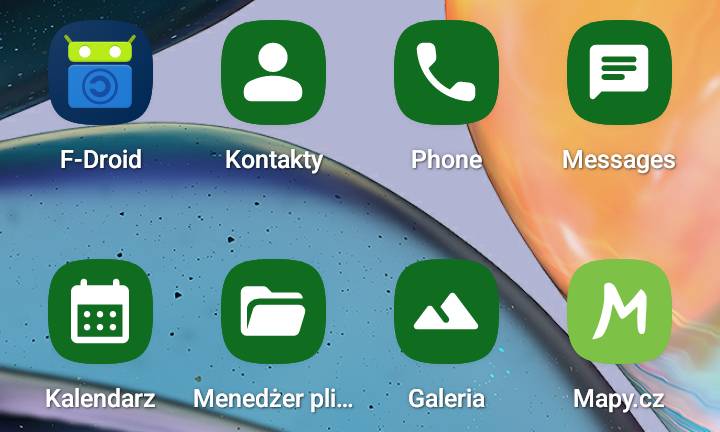 F-Droid
Kontakty
Phone
Messages
Kalendarz
Menedżer pli...
Galeria
Mapy.cz